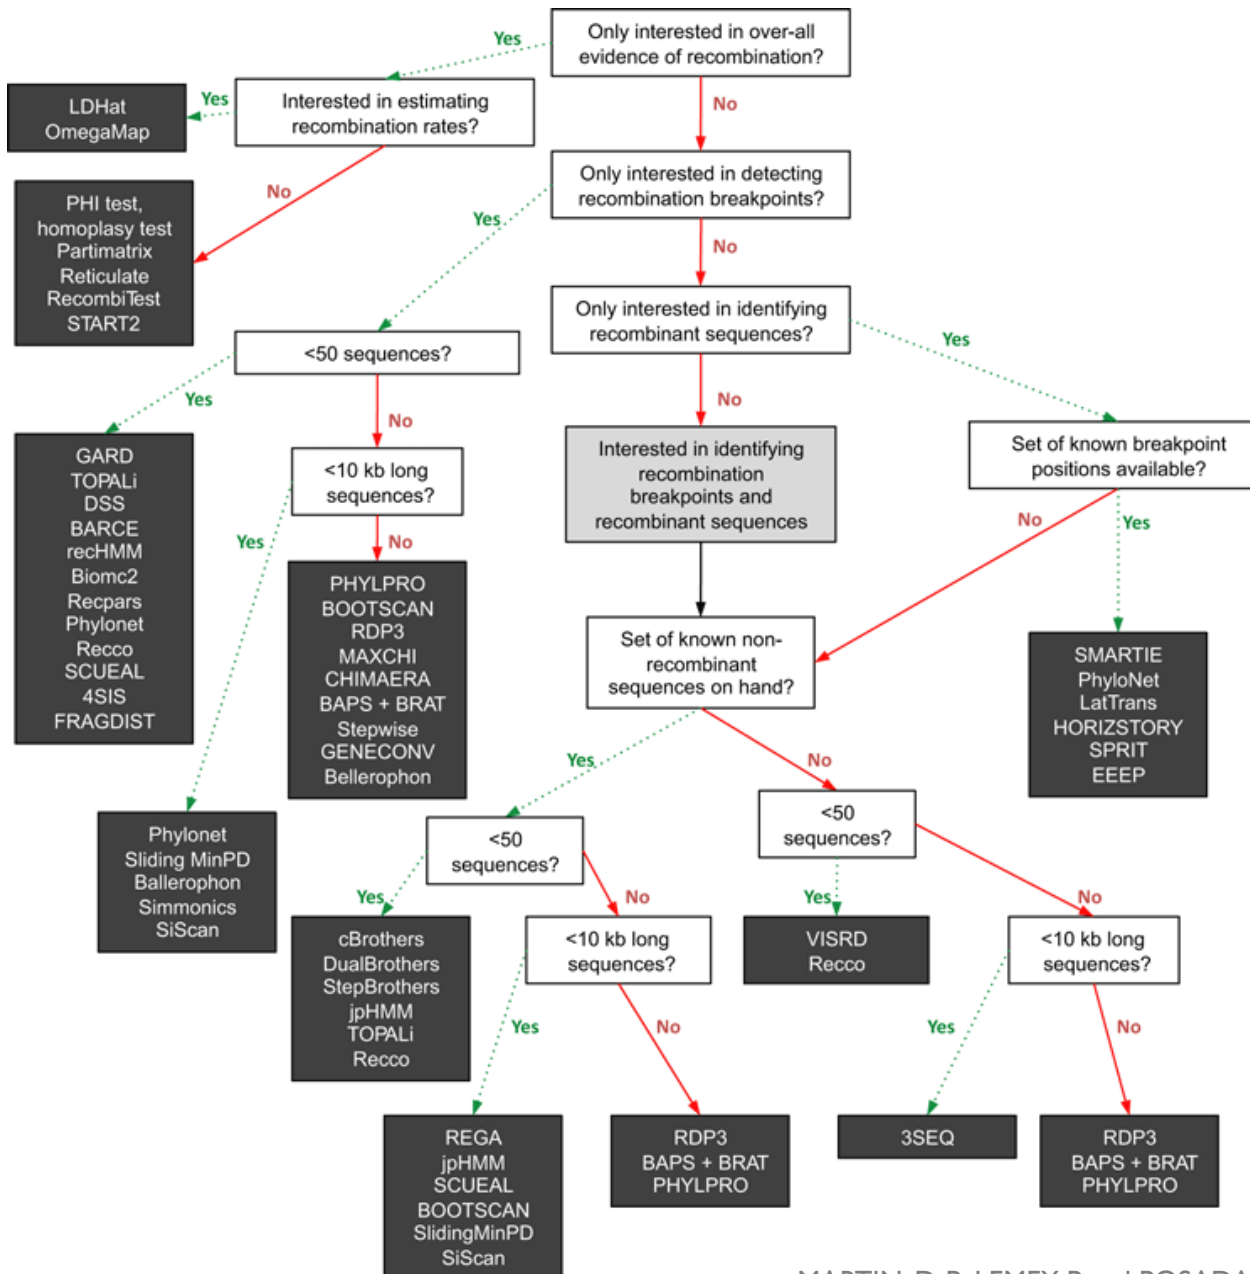 Only interested in over-all
evidence of recombination?
Yes
No
Interested in estimating
recombination rates?
Yes
LDHat
OmegaMap
No
PHI test,
homoplasy test
Partimatrix
Reticulate
RecombiTest
START2
Only interested in detecting
recombination breakpoints?
Yes
No
Only interested in identifying
recombinant sequences?
Yes
No
<50 sequences?
Yes
No
GARD
TOPALi
DSS
BARCE
recHMM
Biomc2
Recpars
Phylonet
Recco
SCUEAL
4SIS
FRAGDIST
<10 kb long
sequences?
Yes
No
PHYLPRO
BOOTSCAN
RDP3
MAXCHI
CHIMAERA
BAPS + BRAT
Stepwise
GENECONV
Bellerophon
Phylonet
Sliding MinPD
Ballerophon
Simmonics
SiScan
Interested in identifying
recombination
breakpoints and
recombinant sequences
Set of known breakpoint
positions available?
No
Yes
SMARTIE
PhyloNet
LatTrans
HORIZSTORY
SPRIT
EEEP
Set of known non-
recombinant
sequences on hand?
Yes
No
<50
sequences?
Yes
No
cBrothers
DualBrothers
StepBrothers
jpHMM
TOPALi
Recco
<10 kb long
sequences?
Yes
No
REGA
jpHMM
SCUEAL
BOOTSCAN
SlidingMinPD
SiScan
RDP3
BAPS + BRAT
PHYLPRO
<50
sequences?
Yes
No
VISRD
Recco
<10 kb long
sequences?
Yes
No
3SEQ
RDP3
BAPS + BRAT
PHYLPRO